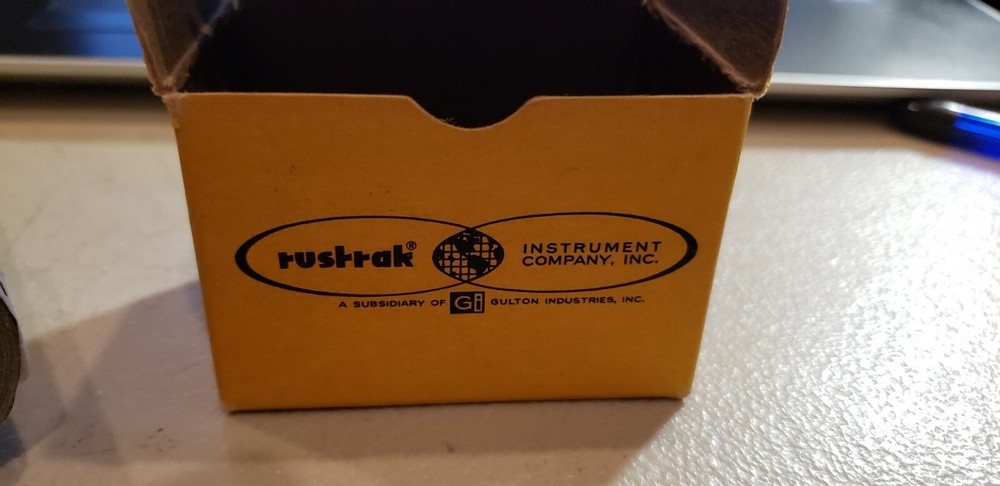 rustrak® INSTRUMENT
COMPANY, INC.
A SUBSIDIARY OF Gi GULTON INDUSTRIES, INC.